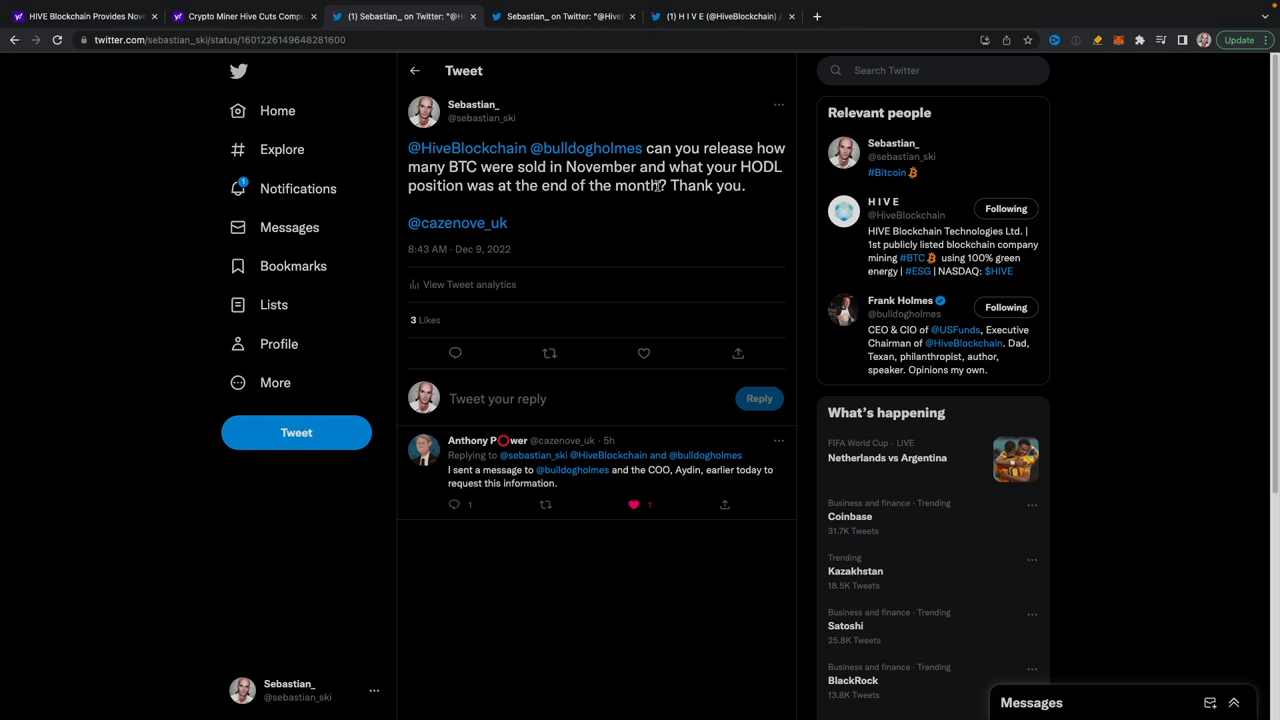 HIVE Blockchain Provides Nove
Crypto Miner Hive Cuts Compu
(1) Sebastian_ on Twitter: "@H
Sebastian_ on Twitter: "@Hive
(1) H I V E (@HiveBlockchain) /
twitter.com/sebastian_ski/status/1601226149648281600
Update
Home
Explore
1
Notifications
Messages
Bookmarks
Lists
Profile
More
Tweet
Sebastian_
@sebastian_ski
Tweet
Sebastian_
@sebastian_ski
@HiveBlockchain @bulldogholmes can you release how
many BTC were sold in November and what your HODL
position was at the end of the month? Thank you.
@cazenove_uk
8:43 AM · Dec 9, 2022
View Tweet analytics
3 Likes
Tweet your reply
Reply
Anthony P⭕wer @cazenove_uk · 5h
Replying to @sebastian_ski @HiveBlockchain and @bulldogholmes
I sent a message to @bulldogholmes and the COO, Aydin, earlier today to
request this information.
1
1
Search Twitter
Relevant people
Sebastian_
@sebastian_ski
#Bitcoin
H I V E
@HiveBlockchain
Following
HIVE Blockchain Technologies Ltd. |
1st publicly listed blockchain company
mining #BTC using 100% green
energy | #ESG | NASDAQ: $HIVE
Frank Holmes
@bulldogholmes
Following
CEO & CIO of @USFunds, Executive
Chairman of @HiveBlockchain. Dad,
Texan, philanthropist, author,
speaker. Opinions my own.
What's happening
FIFA World Cup · LIVE
Netherlands vs Argentina
Business and finance · Trending
Coinbase
31.7K Tweets
Trending
Kazakhstan
18.5K Tweets
Business and finance · Trending
Satoshi
25.8K Tweets
Business and finance · Trending
BlackRock
13.8K Tweets
Messages